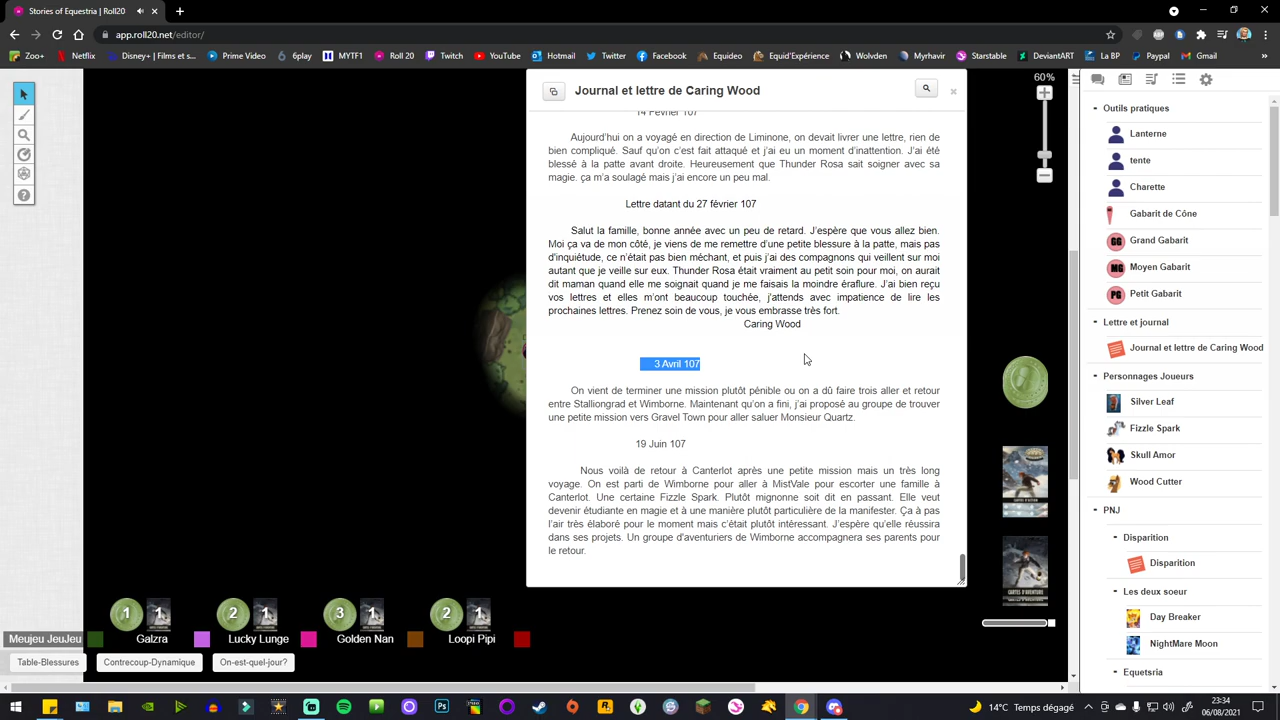 Stories of Equestria | Roll20
app.roll20.net/editor/
Zoo+
Netflix
Disney+ | Films et s...
Prime Video
6play
MYTF1
Roll 20
Twitch
YouTube
Hotmail
Twitter
Facebook
Equideo
Equid'Expérience
Wolvden
Myrhavir
Starstable
DeviantART
La BP
Paypal
Gmail
Journal et lettre de Caring Wood
14 Février 107
Aujourd'hui on a voyagé en direction de Liminone, on devait livrer une lettre, rien de
bien compliqué. Sauf qu'on c'est fait attaqué et j'ai eu un moment d'inattention. J'ai été
blessé à la patte avant droite. Heureusement que Thunder Rosa sait soigner avec sa
magie. ça m'a soulagé mais j'ai encore un peu mal.
Lettre datant du 27 février 107
Salut la famille, bonne année avec un peu de retard. J'espère que vous allez bien.
Moi ça va de mon côté, je viens de me remettre d'une petite blessure à la patte, mais pas
d'inquiétude, ce n'était pas bien méchant, et puis j'ai des compagnons qui veillent sur moi
autant que je veille sur eux. Thunder Rosa était vraiment au petit soin pour moi, on aurait
dit maman quand elle me soignait quand je me faisais la moindre éraflure. J'ai bien reçu
vos lettres et elles m'ont beaucoup touchée, j'attends avec impatience de lire les
prochaines lettres. Prenez soin de vous, je vous embrasse très fort.
Caring Wood
3 Avril 107
On vient de terminer une mission plutôt pénible ou on a dû faire trois aller et retour
entre Stalliongrad et Wimborne. Maintenant qu'on a fini, j'ai proposé au groupe de trouver
une petite mission vers Gravel Town pour aller saluer Monsieur Quartz.
19 Juin 107
Nous voilà de retour à Canterlot après une petite mission mais un très long
voyage. On est parti de Wimborne pour aller à MistVale pour escorter une famille à
Canterlot. Une certaine Fizzle Spark. Plutôt mignonne soit dit en passant. Elle veut
devenir étudiante en magie et à une manière plutôt particulière de la manifester. Ça à pas
l'air très élaboré pour le moment mais c'était plutôt intéressant. J'espère qu'elle réussira
dans ses projets. Un groupe d'aventuriers de Wimborne accompagnera ses parents pour
le retour.
60%
Outils pratiques
Lanterne
tente
Charette
Gabarit de Cône
GG Grand Gabarit
MG Moyen Gabarit
PG Petit Gabarit
Lettre et journal
Journal et lettre de Caring Wood
Personnages Joueurs
Silver Leaf
Fizzle Spark
Skull Amor
Wood Cutter
PNJ
Disparition
Disparition
Les deux soeur
Day Breaker
NightMare Moon
Equetsria
CARTES D'AVENTURE
1 1
2 1
3 1
2 1
Meujeu JeuJeu
Galzra
Lucky Lunge
Golden Nan
Loopi Pipi
Table-Blessures
Contrecoup-Dynamique
On-est-quel-jour?
14°C Temps dégagé
23:34
06/08/2021